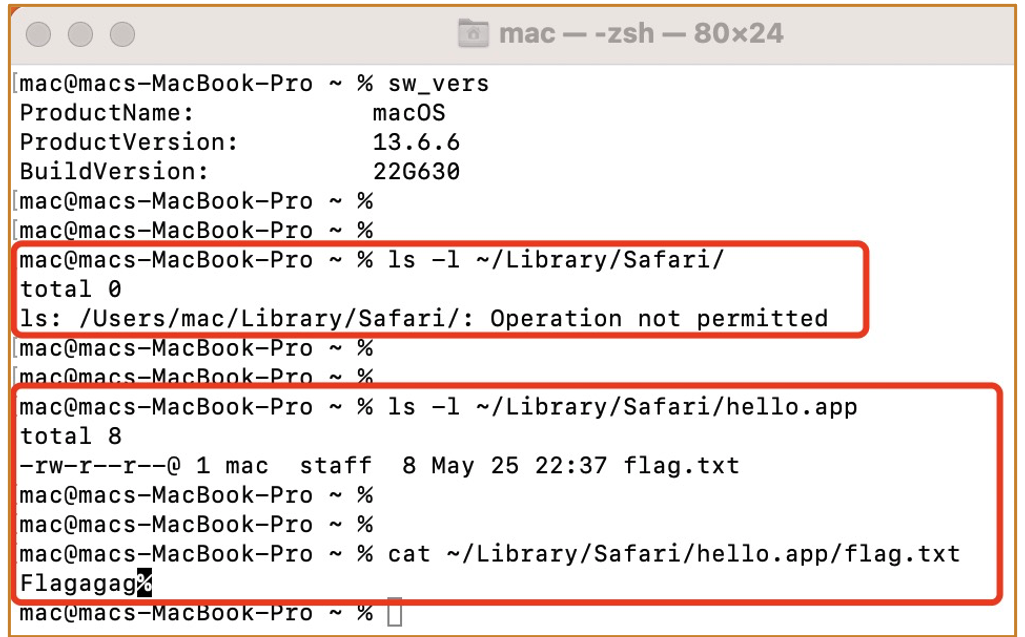 mac — -zsh — 80×24
mac@macs-MacBook-Pro ~ % sw_vers
ProductName: macOS
ProductVersion: 13.6.6
BuildVersion: 22G630
mac@macs-MacBook-Pro ~ %
mac@macs-MacBook-Pro ~ %
mac@macs-MacBook-Pro ~ % ls -l ~/Library/Safari/
total 0
ls: /Users/mac/Library/Safari/: Operation not permitted
mac@macs-MacBook-Pro ~ %
mac@macs-MacBook-Pro ~ %
mac@macs-MacBook-Pro ~ % ls -l ~/Library/Safari/hello.app
total 8
-rw-r--r--@ 1 mac  staff  8 May 25 22:37 flag.txt
mac@macs-MacBook-Pro ~ %
mac@macs-MacBook-Pro ~ %
mac@macs-MacBook-Pro ~ % cat ~/Library/Safari/hello.app/flag.txt
Flagagag%
mac@macs-MacBook-Pro ~ %